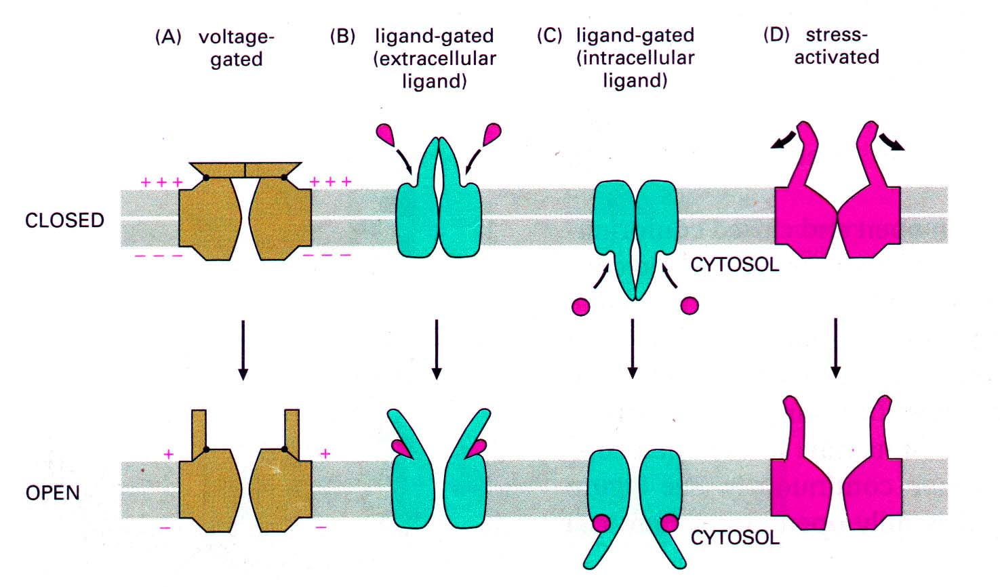 (A) voltage-
gated
(B) ligand-gated
(extracellular
ligand)
(C) ligand-gated
(intracellular
ligand)
(D) stress-
activated
+ + +
+ + +
CLOSED
− − −
− − −
CYTOSOL
+
+
OPEN
−
−
CYTOSOL